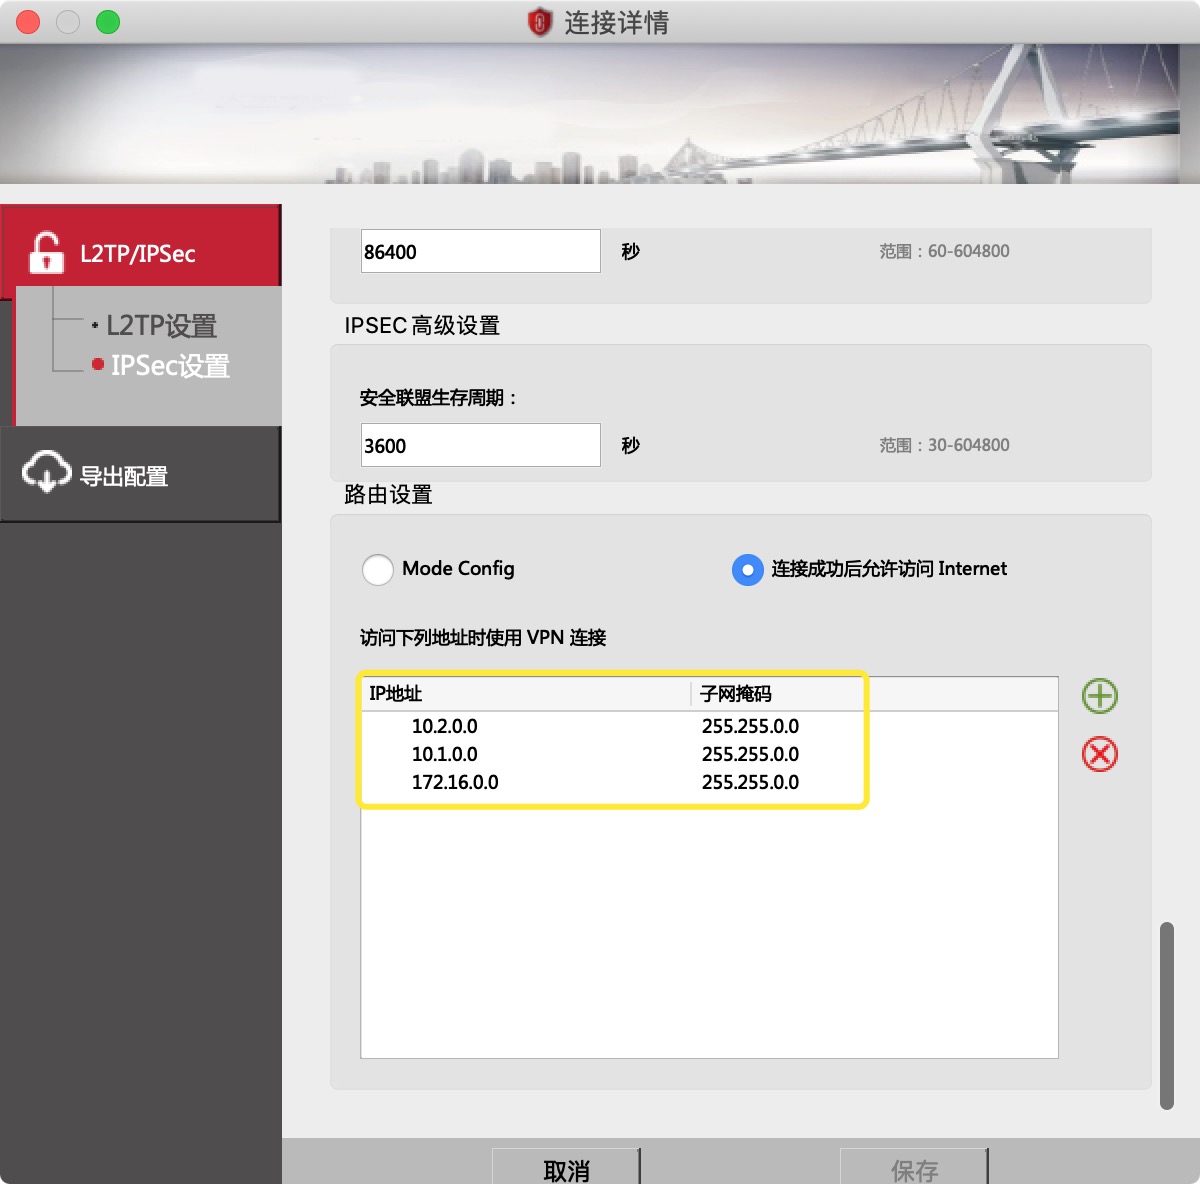 连接详情
L2TP/IPSec
L2TP设置
IPSec设置
导出配置
86400 秒 范围：60-604800
IPSEC高级设置
安全联盟生存周期：
3600 秒 范围：30-604800
路由设置
Mode Config 连接成功后允许访问 Internet
访问下列地址时使用 VPN 连接
IP地址 子网掩码
10.2.0.0 255.255.0.0
10.1.0.0 255.255.0.0
172.16.0.0 255.255.0.0
取消 保存